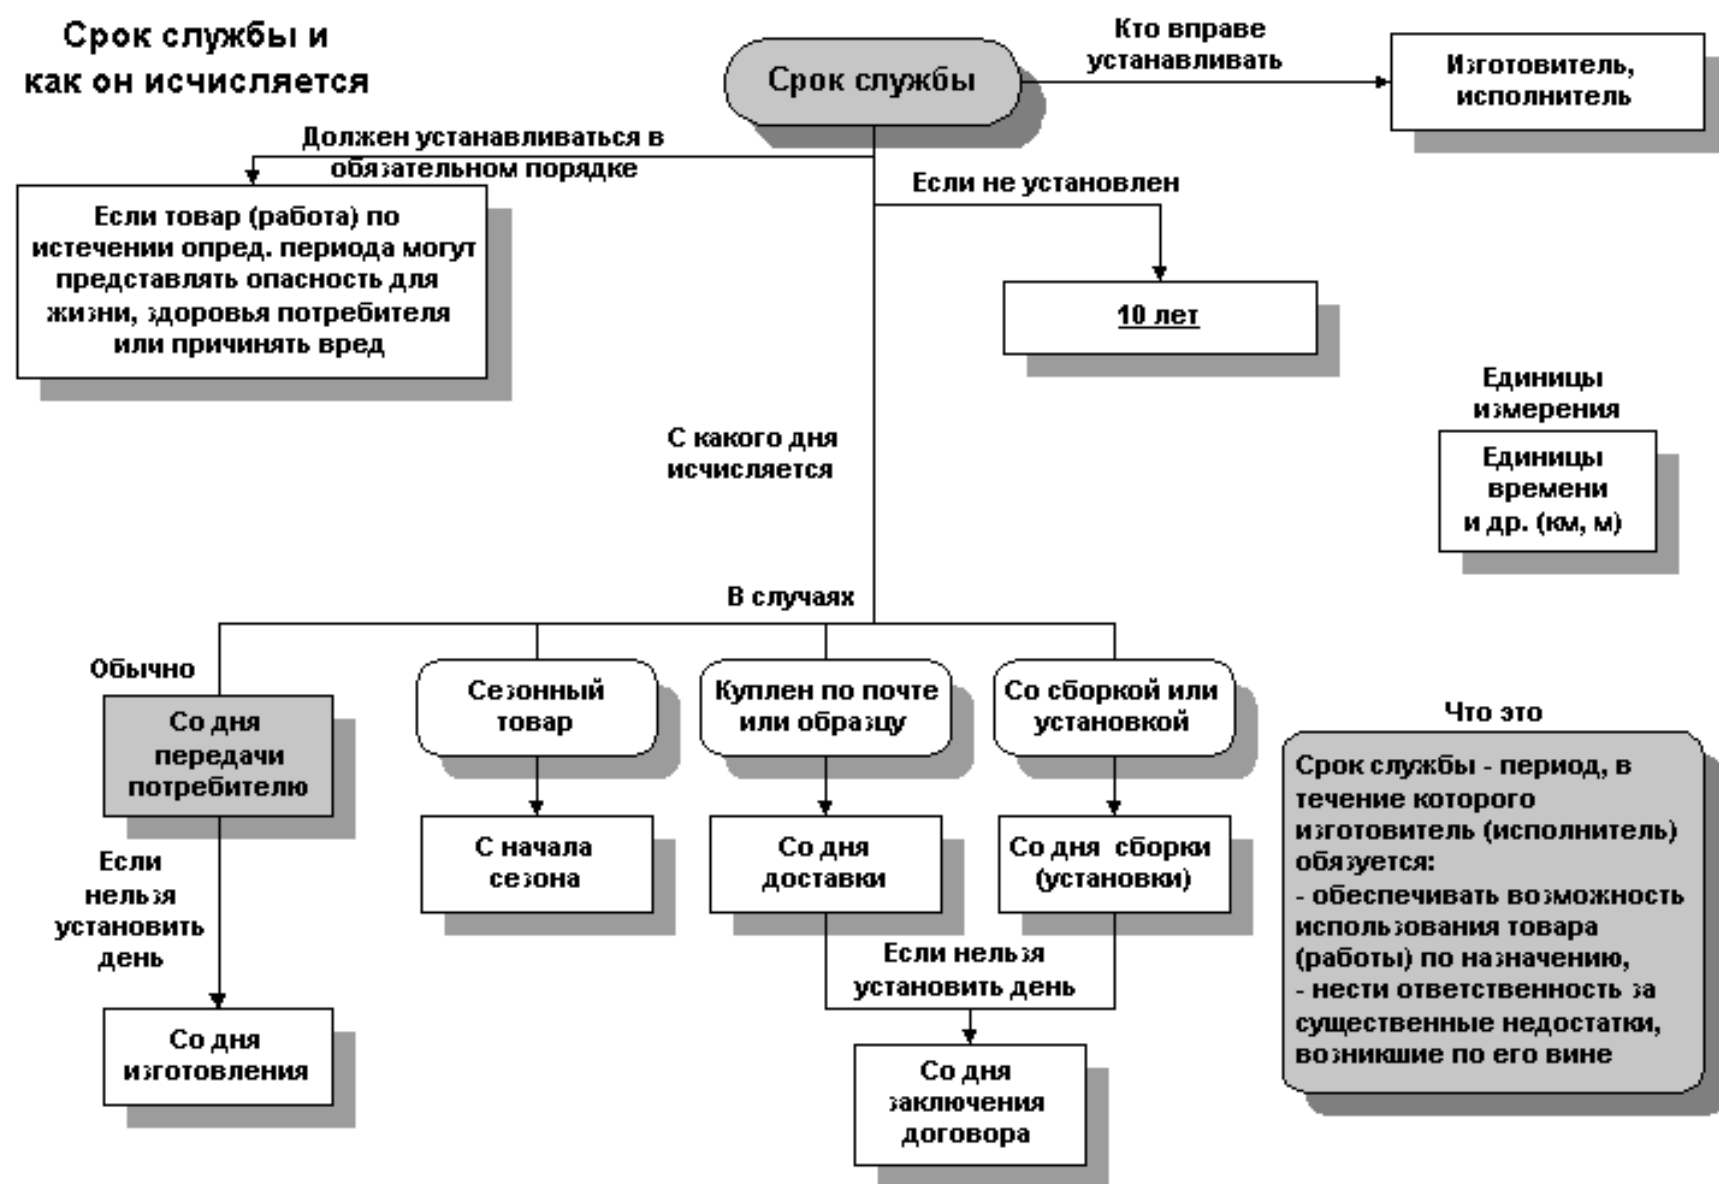 Срок службы и
как он исчисляется
Срок службы
Кто вправе
устанавливать
Изготовитель,
исполнитель
Должен устанавливаться в
обязательном порядке
Если товар (работа) по
истечении опред. периода могут
представлять опасность для
жизни, здоровья потребителя
или причинять вред
Если не установлен
10 лет
Единицы
измерения
Единицы
времени
и др. (км, м)
С какого дня
исчисляется
В случаях
Обычно
Со дня
передачи
потребителю
Если
нельзя
установить
день
Со дня
изготовления
Сезонный
товар
С начала
сезона
Куплен по почте
или образцу
Со дня
доставки
Со сборкой или
установкой
Со дня сборки
(установки)
Если нельзя
установить день
Со дня
заключения
договора
Что это
Срок службы - период, в
течение которого
изготовитель (исполнитель)
обязуется:
- обеспечивать возможность
использования товара
(работы) по назначению,
- нести ответственность за
существенные недостатки,
возникшие по его вине